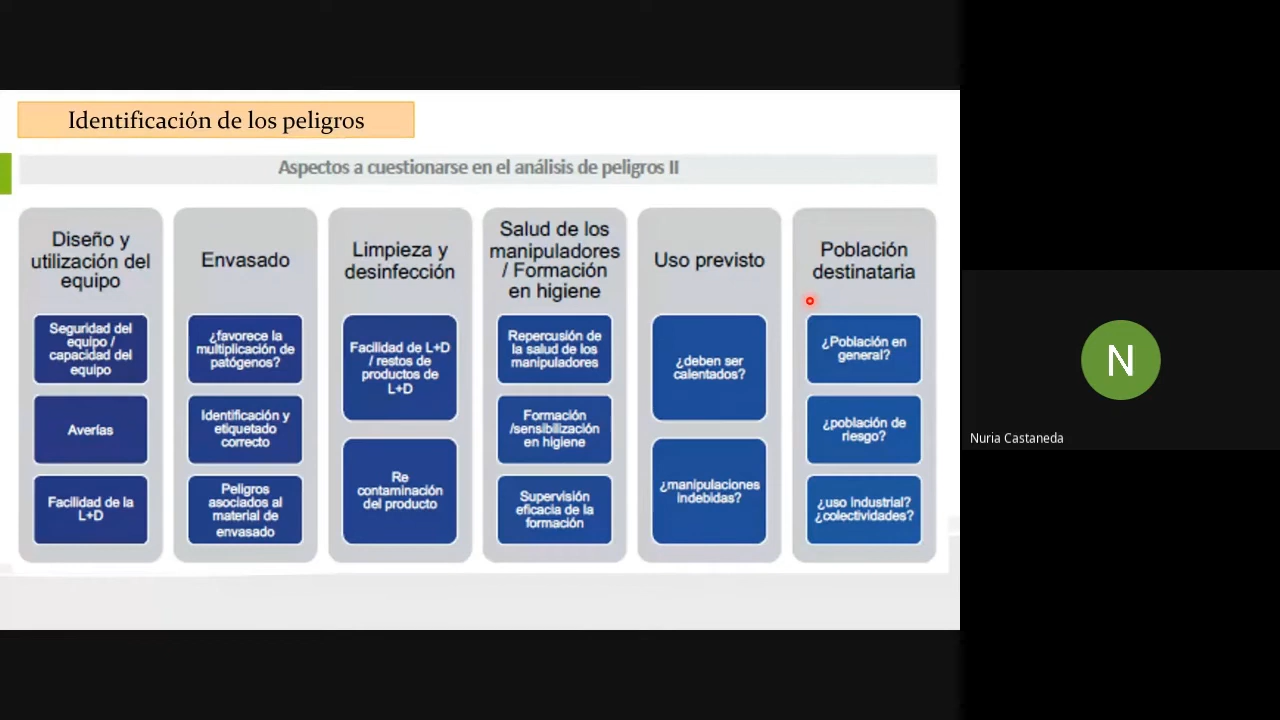 Identificación de los peligros
Aspectos a cuestionarse en el análisis de peligros II
Diseño y
utilización del
equipo
Seguridad del
equipo /
capacidad del
equipo
Averías
Facilidad de la
L+D
Envasado
¿favorece la
multiplicación de
patógenos?
Identificación y
etiquetado
correcto
Peligros
asociados al
material de
envasado
Limpieza y
desinfección
Facilidad de L+D
/ restos de
productos de
L+D
Re
contaminación
del producto
Salud de los
manipuladores
/ Formación
en higiene
Repercusión de
la salud de los
manipuladores
Formación
/sensibilización
en higiene
Supervisión
eficacia de la
formación
Uso previsto
¿deben ser
calentados?
¿manipulaciones
indebidas?
Población
destinataria
¿Población en
general?
¿población de
riesgo?
¿uso industrial?
¿colectividades?
N
Nuria Castaneda